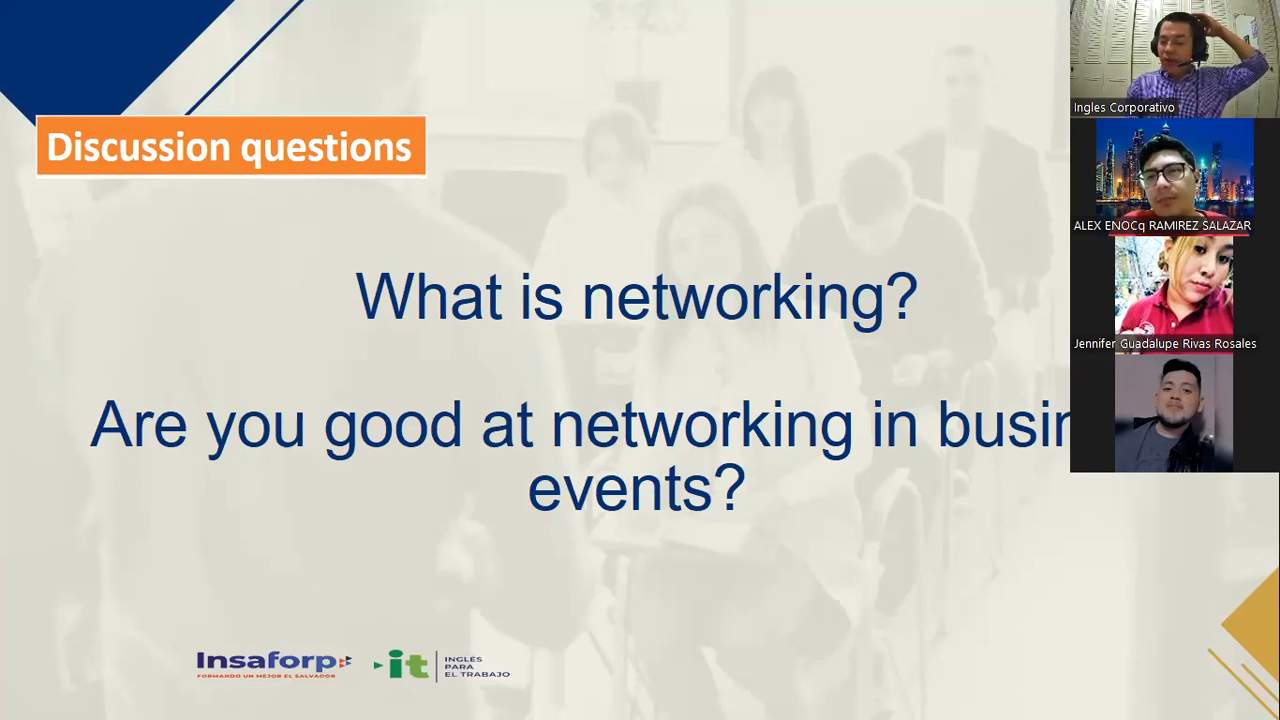 Discussion questions
What is networking?
Are you good at networking in busin
events?
Insaforp
FORMANDO UN MEJOR EL SALVADOR
it
INGLÉS
PARA
EL TRABAJO
Ingles Corporativo
ALEX ENOCq RAMIREZ SALAZAR
Jennifer Guadalupe Rivas Rosales